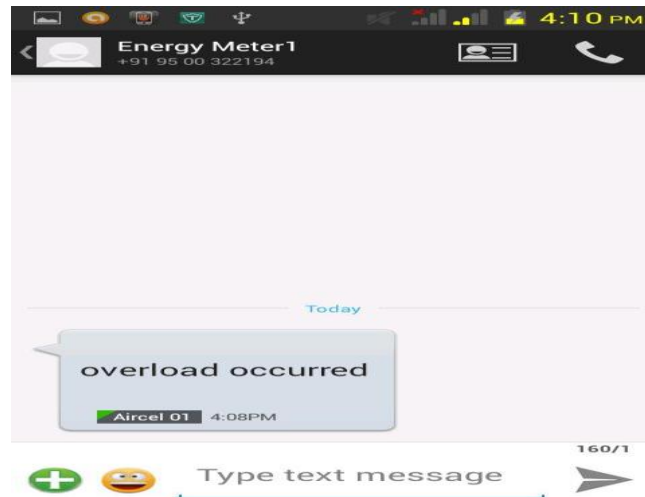 4:10 PM
Energy Meter1
+91 95 00 322194
Today
overload occurred
Aircel 01 4:08PM
160/1
Type text message